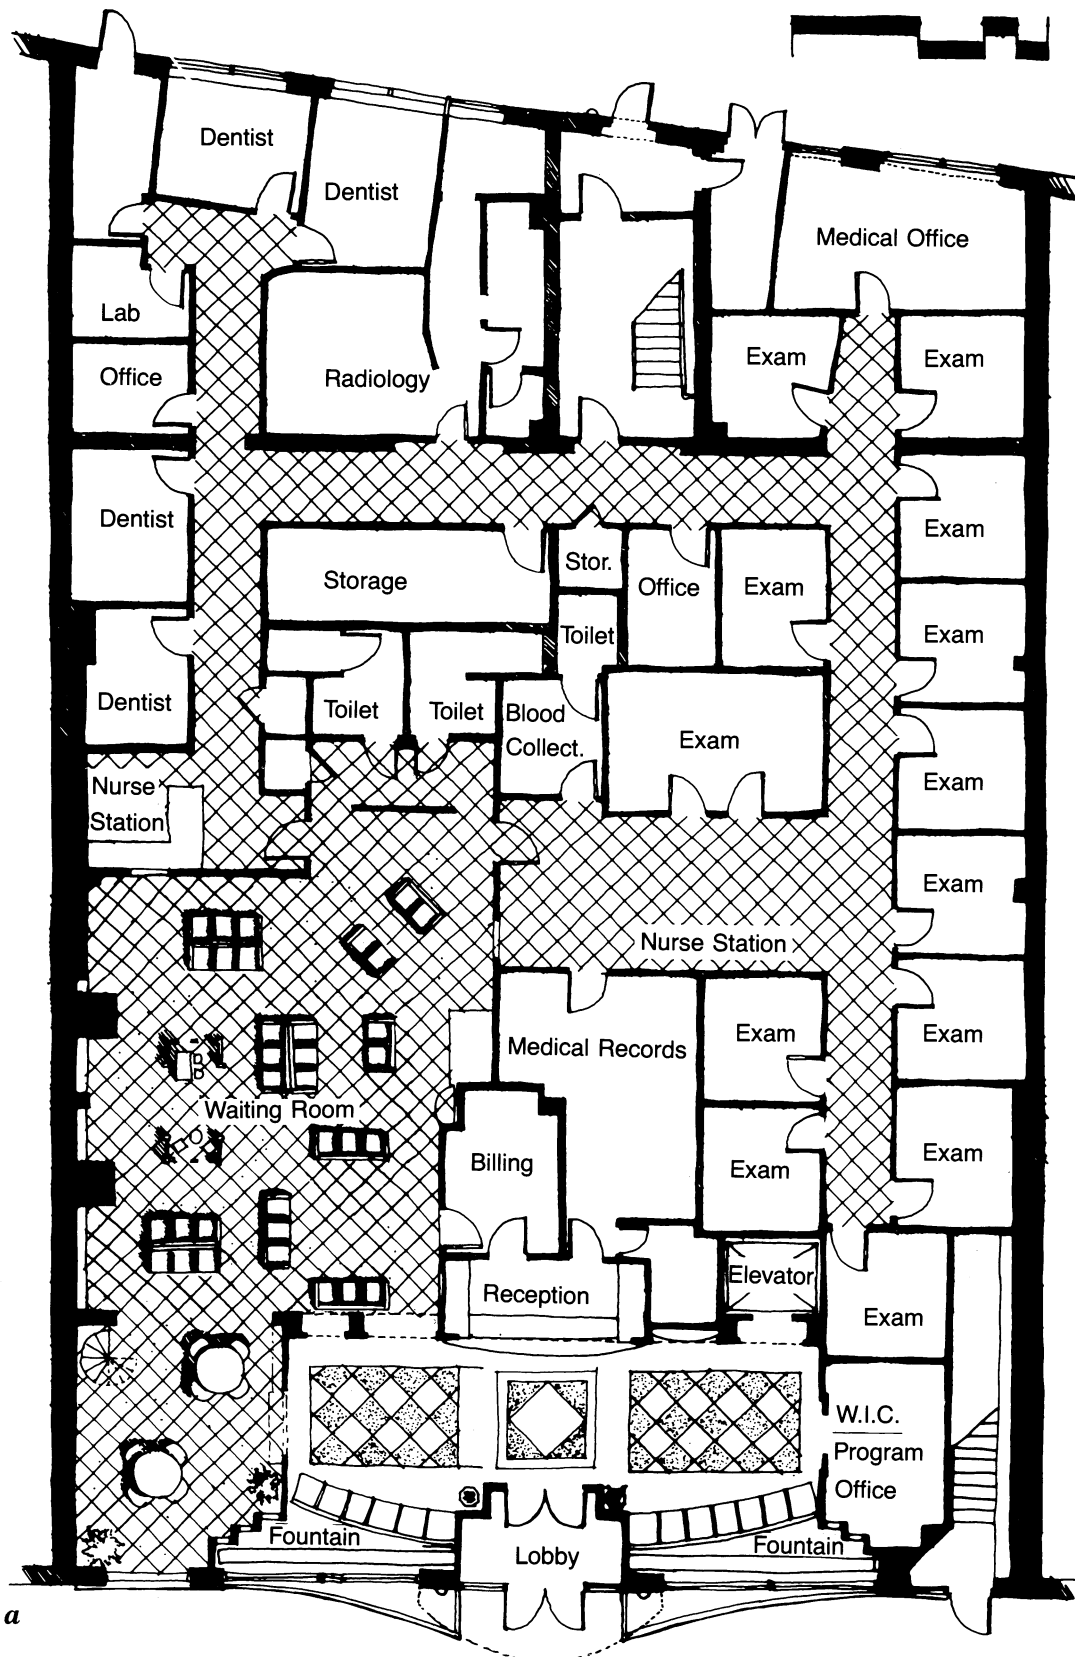 Dentist
Dentist
Medical Office
Lab
Exam
Exam
Office
Radiology
Dentist
Exam
Storage
Stor.
Office
Exam
Toilet
Exam
Dentist
Toilet
Toilet
Blood
Collect.
Exam
Exam
Nurse
Station
Exam
Nurse Station
Medical Records
Exam
Exam
Waiting Room
Billing
Exam
Exam
Reception
Elevator
Exam
W.I.C.
Program
Office
Fountain
Lobby
Fountain
a